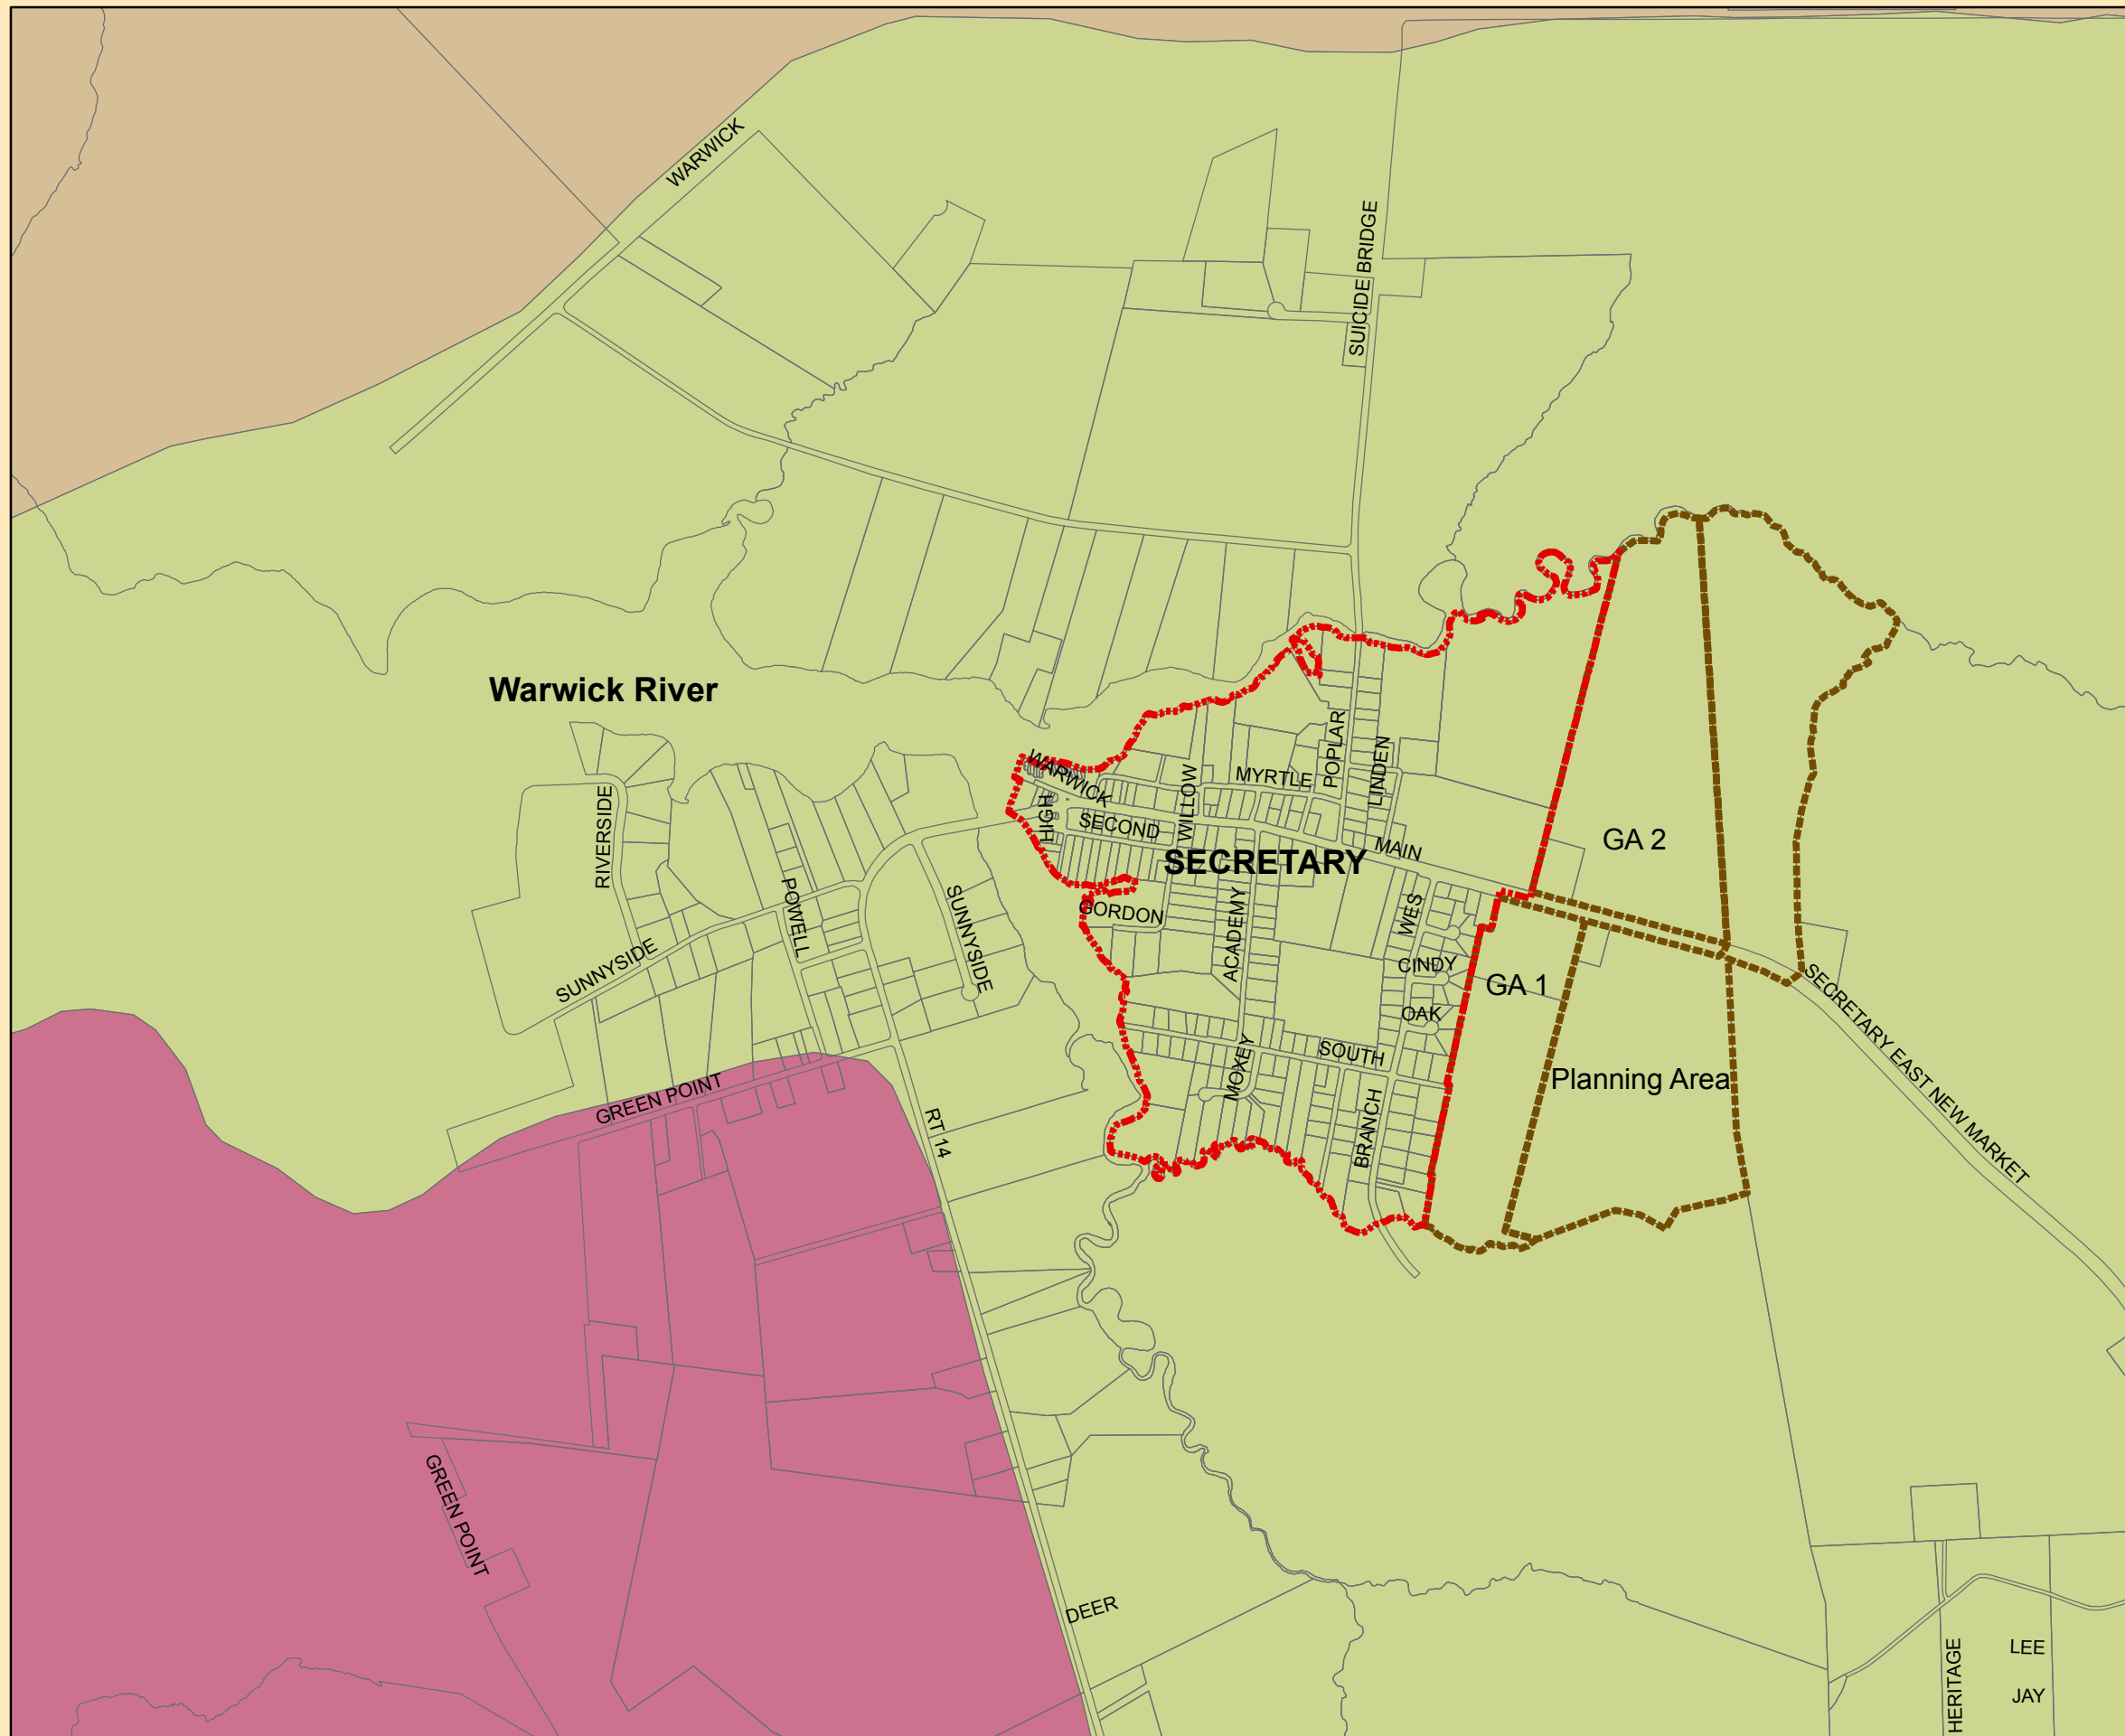 WARWICK
SUICIDE BRIDGE
Warwick River
WARWICK
HIGH
SECOND
WILLOW
MYRTLE
POPLAR
LINDEN
MAIN
SECRETARY
GORDON
ACADEMY
WES
CINDY
OAK
SOUTH
MOXEY
BRANCH
GA 2
GA 1
Planning Area
SECRETARY EAST NEW MARKET
RIVERSIDE
POWELL
SUNNYSIDE
SUNNYSIDE
GREEN POINT
RT 14
GREEN POINT
DEER
HERITAGE
LEE
JAY